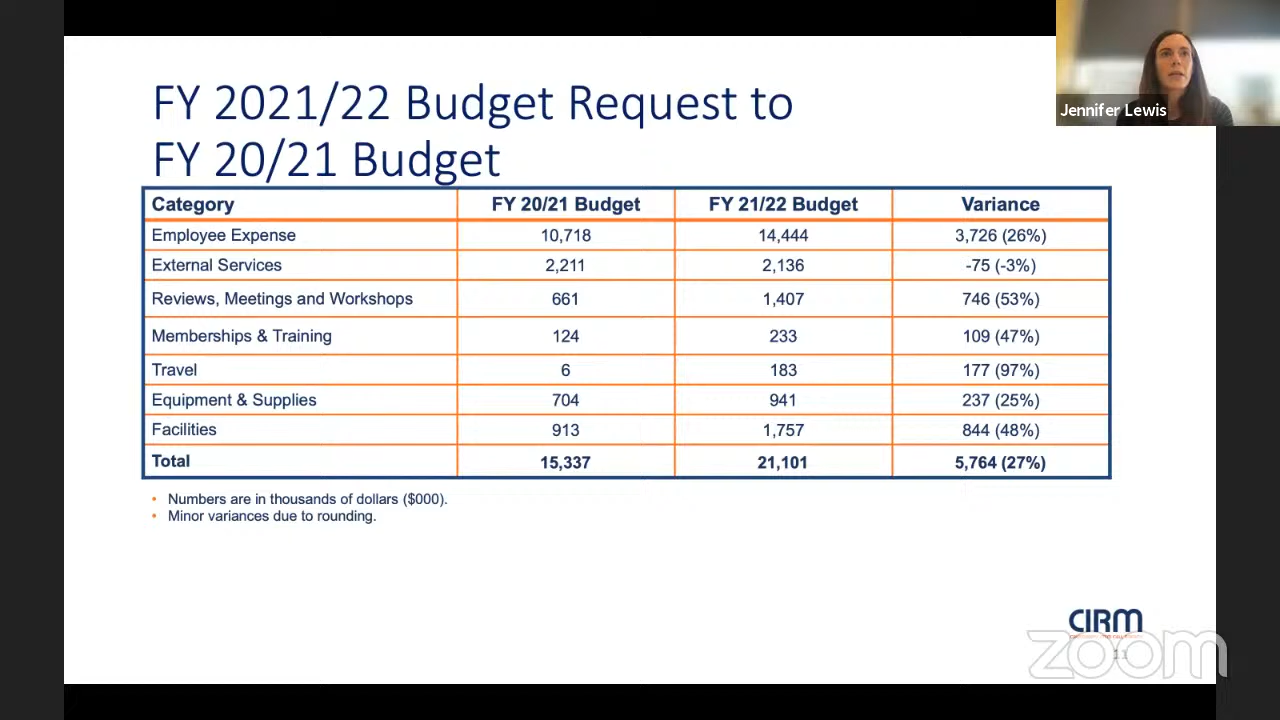 Jennifer Lewis
FY 2021/22 Budget Request to
FY 20/21 Budget
Category FY 20/21 Budget FY 21/22 Budget Variance
Employee Expense 10,718 14,444 3,726 (26%)
External Services 2,211 2,136 -75 (-3%)
Reviews, Meetings and Workshops 661 1,407 746 (53%)
Memberships & Training 124 233 109 (47%)
Travel 6 183 177 (97%)
Equipment & Supplies 704 941 237 (25%)
Facilities 913 1,757 844 (48%)
Total 15,337 21,101 5,764 (27%)
• Numbers are in thousands of dollars ($000).
• Minor variances due to rounding.
CIRM
zoom
11